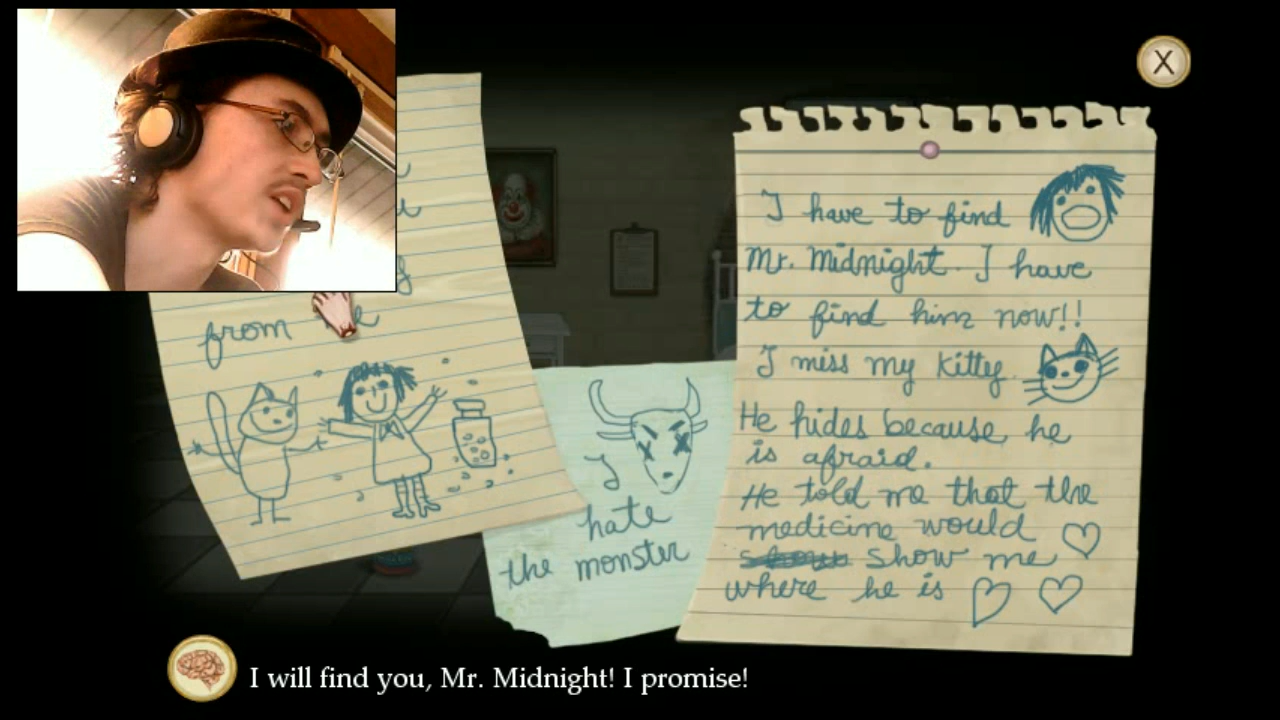 X
from
I have to find
Mr. Midnight. I have
to find him now!!
I miss my Kitty.
He hides because he
is afraid.
He told me that the
medicine would
show me
where he is
I
hate
the monster
I will find you, Mr. Midnight! I promise!